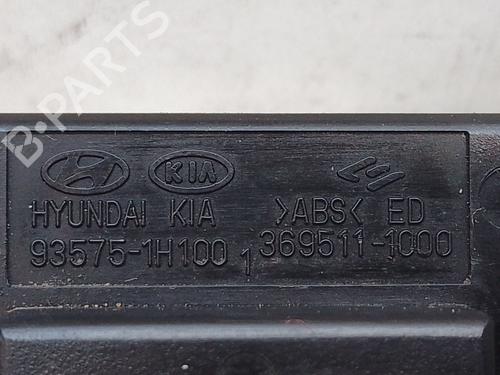 B-PARTS
KIA
HYUNDAI KIA >ABS< ED
93575-1H100 1 369511-1000